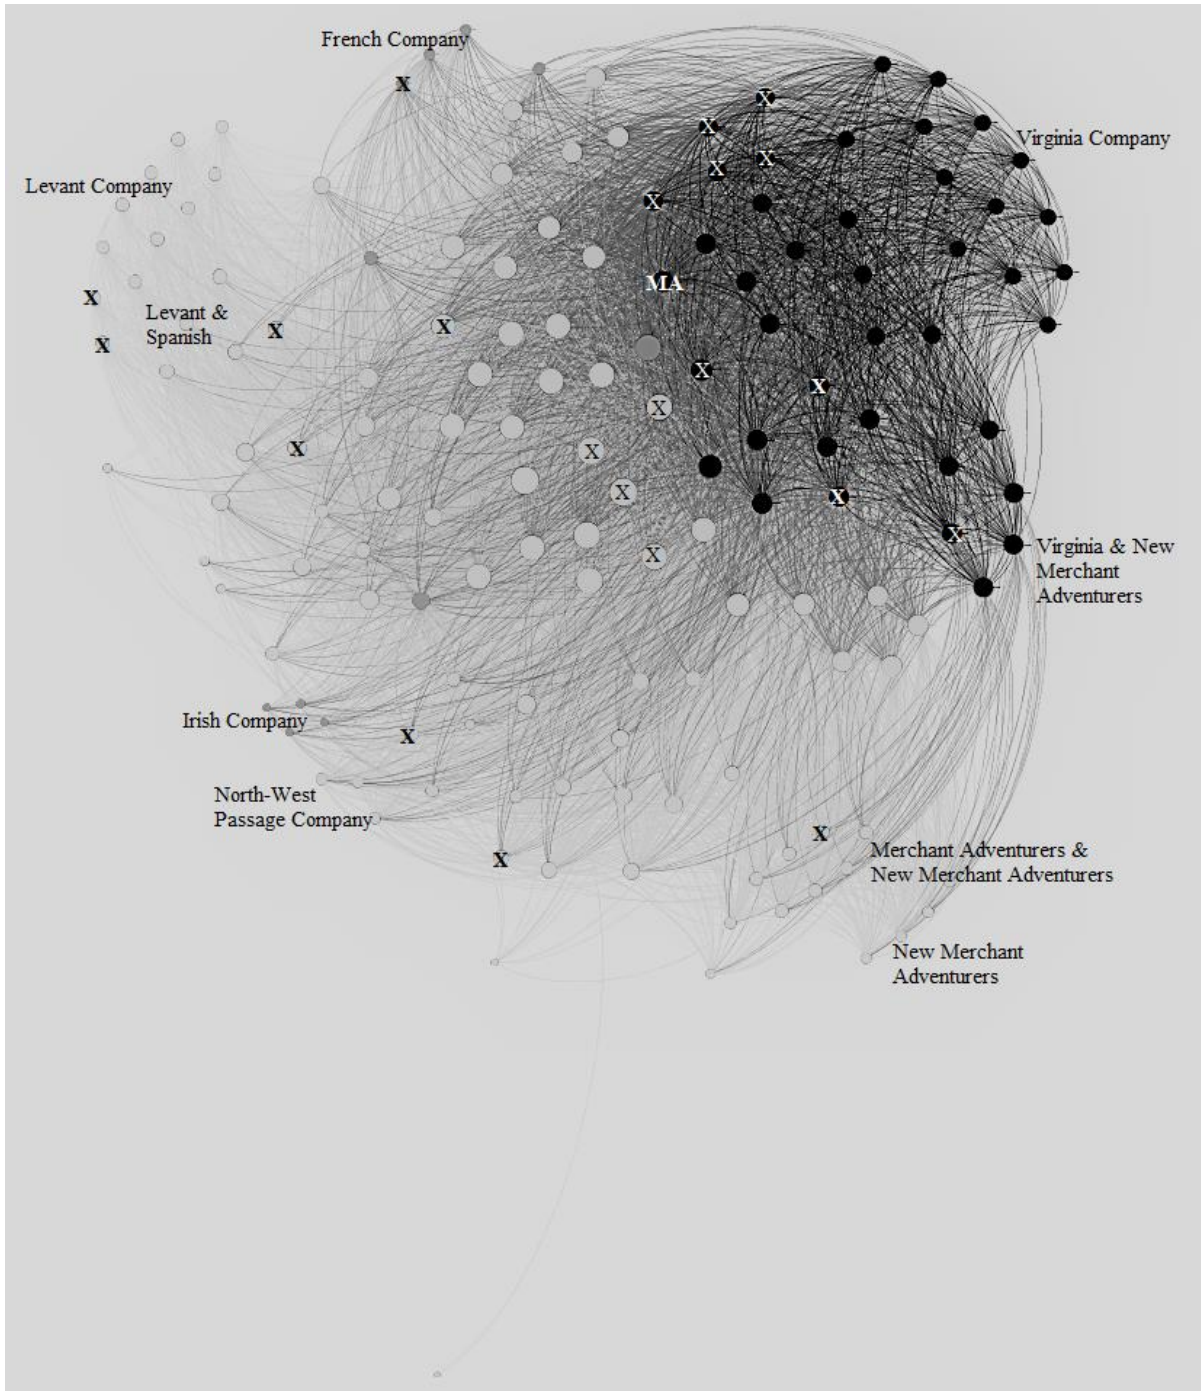 French Company
X
X
X
Virginia Company
X
X
Levant Company
X
MA
X
Levant &
Spanish
X
X
X
X
X
X
X
X
X
X
X
X
Virginia & New
Merchant
Adventurers
X
Irish Company
X
North-West
Passage Company
X
Merchant Adventurers &
New Merchant Adventurers
X
New Merchant
Adventurers